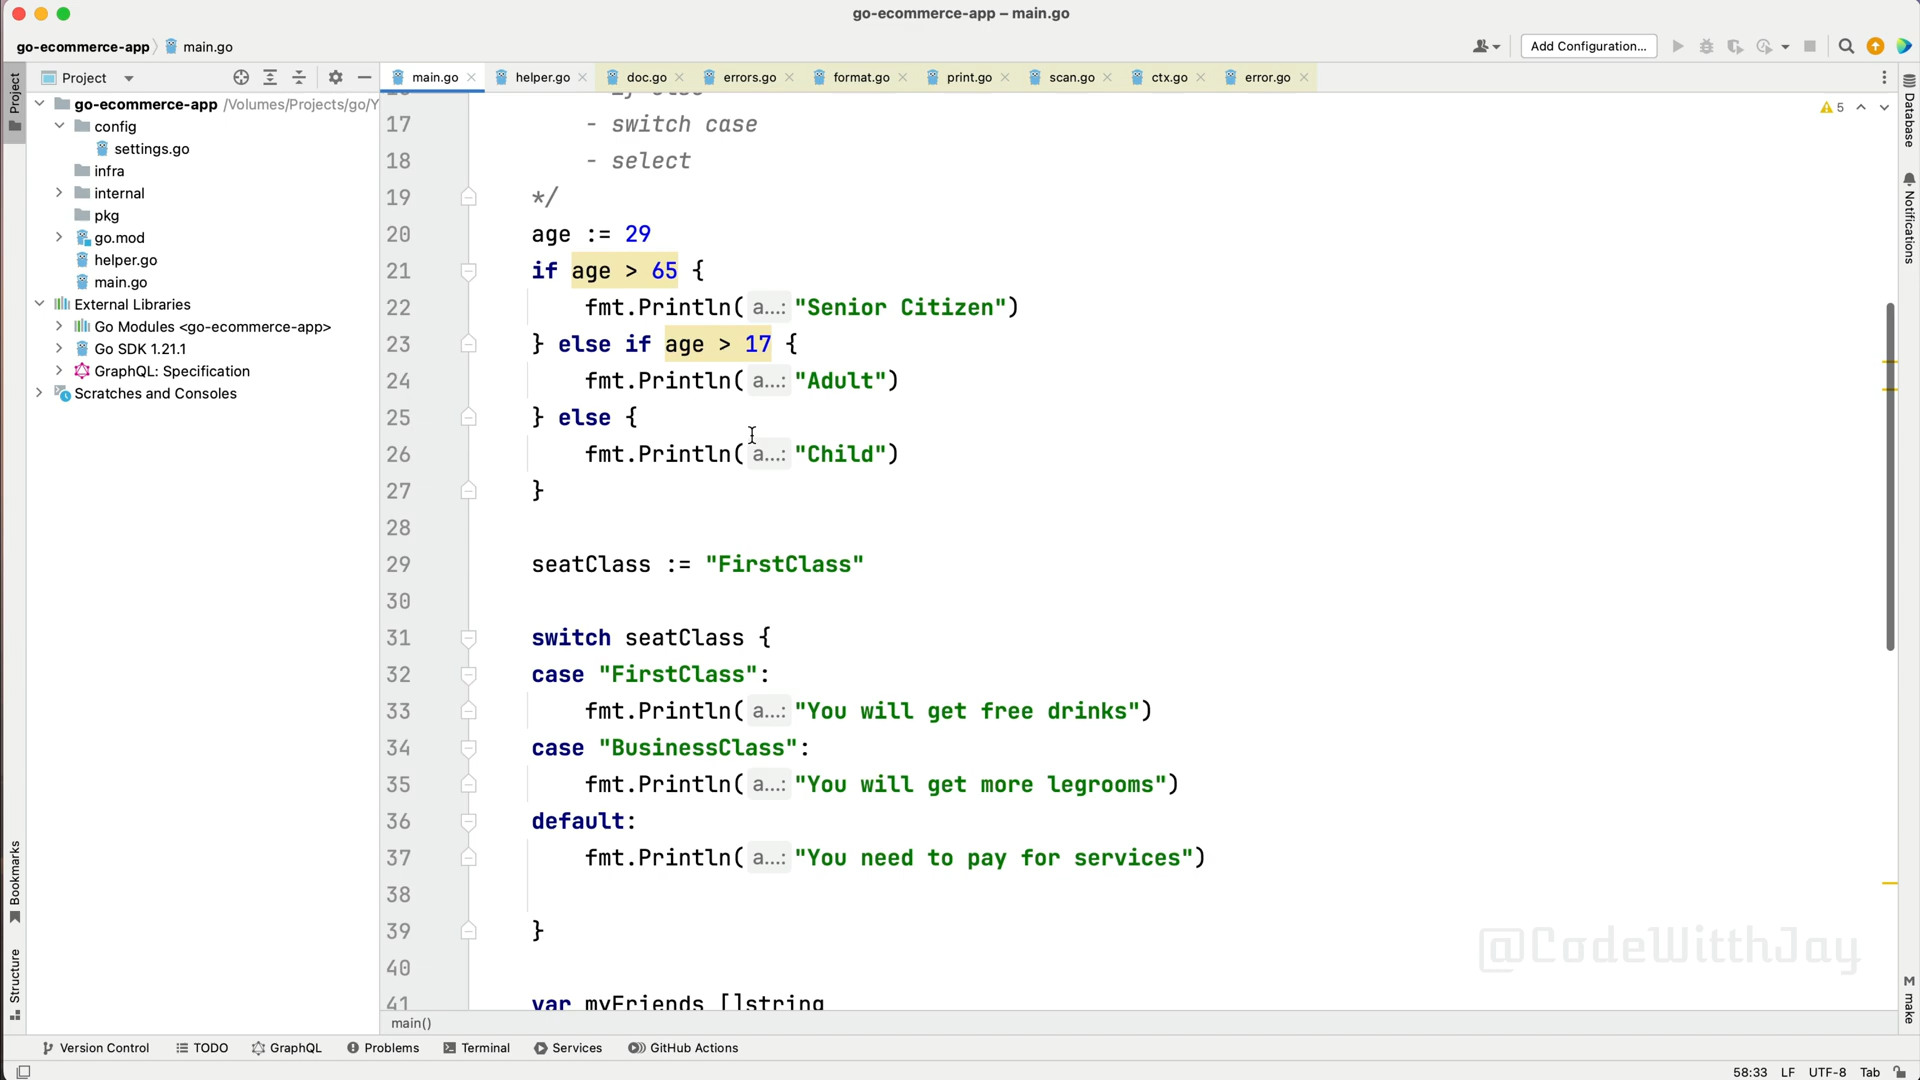 go-ecommerce-app – main.go
go-ecommerce-app main.go
Add Configuration...
Project
main.go
helper.go
doc.go
errors.go
format.go
print.go
scan.go
ctx.go
error.go
Project
go-ecommerce-app /Volumes/Projects/go/Y
config
settings.go
infra
internal
pkg
go.mod
helper.go
main.go
External Libraries
Go Modules <go-ecommerce-app>
Go SDK 1.21.1
GraphQL: Specification
Scratches and Consoles
Bookmarks
Structure
5
17 - switch case
18 - select
19 */
20 age := 29
21 if age > 65 {
22 fmt.Println( a...: "Senior Citizen")
23 } else if age > 17 {
24 fmt.Println( a...: "Adult")
25 } else {
26 fmt.Println( a...: "Child")
27 }
28
29 seatClass := "FirstClass"
30
31 switch seatClass {
32 case "FirstClass":
33 fmt.Println( a...: "You will get free drinks")
34 case "BusinessClass":
35 fmt.Println( a...: "You will get more legrooms")
36 default:
37 fmt.Println( a...: "You need to pay for services")
38
39 }
40
41 var myFriends []string
@CodeWitthJay
Database
Notifications
M make
main()
Version Control
TODO
GraphQL
Problems
Terminal
Services
GitHub Actions
58:33 LF UTF-8 Tab